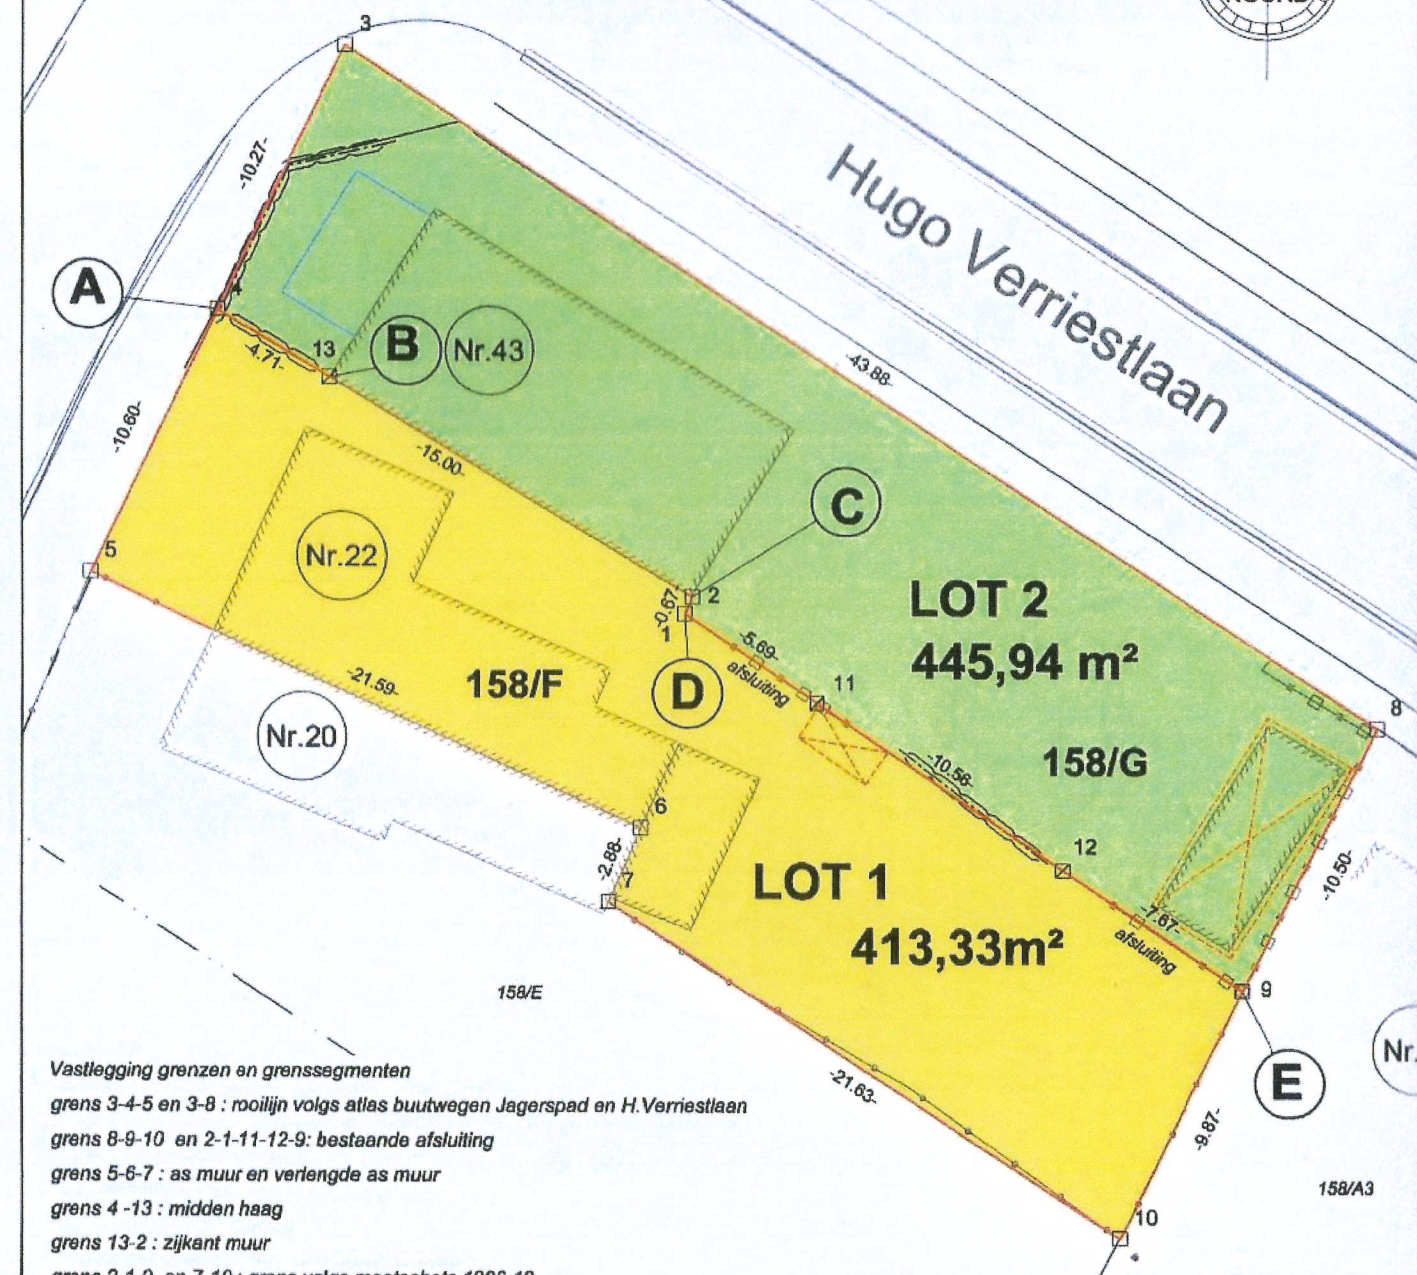 NOORD
3
-10.27-
Hugo Verriestlaan
A
4
-4.71-
13
B
Nr.43
-43.88-
-10.60-
-15.00-
C
5
Nr.22
2
-0.67-
1
LOT 2
445,94 m²
-5.69-
afsluiting
11
158/F
-21.59-
D
Nr.20
8
158/G
-10.56-
6
-2.88-
7
12
LOT 1
413,33m²
-10.50-
-7.67-
afsluiting
9
158/E
Nr.
E
-21.63-
-9.87-
158/A3
10
Vastlegging grenzen en grenssegmenten
grens 3-4-5 en 3-8 : rooilijn volgs atlas buutwegen Jagerspad en H.Verriestlaan
grens 8-9-10 en 2-1-11-12-9: bestaande afsluiting
grens 5-6-7 : as muur en verlengde as muur
grens 4 -13 : midden haag
grens 13-2 : zijkant muur